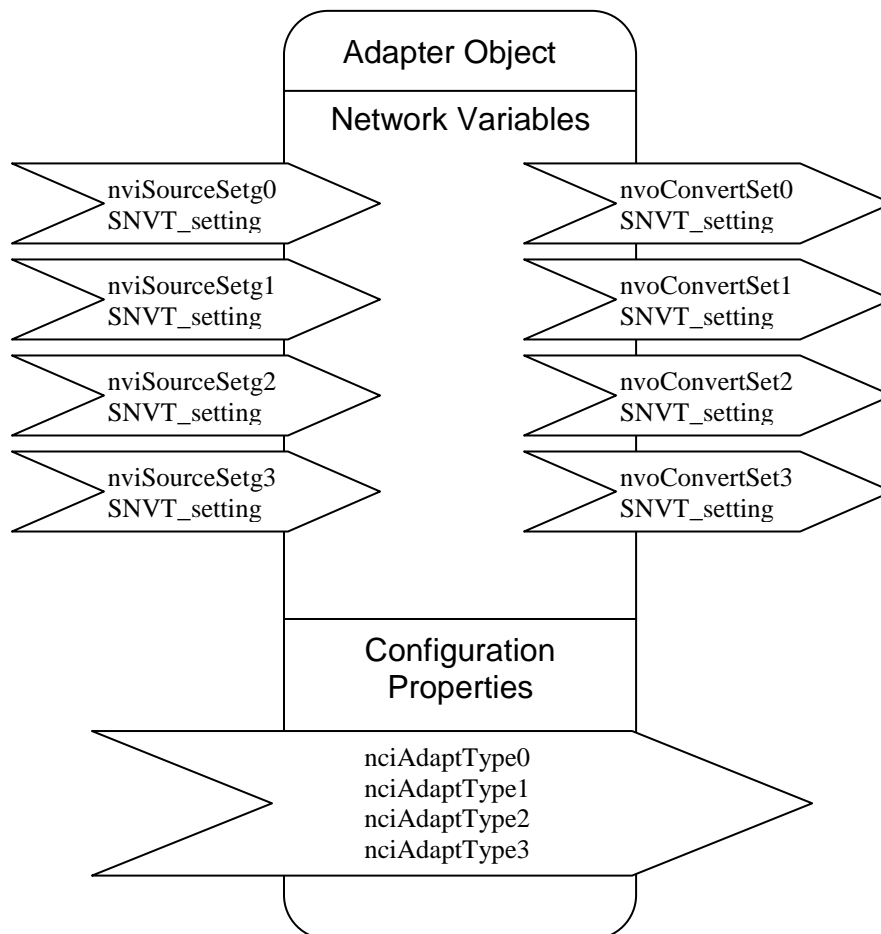 Adapter Object
Network Variables
nviSourceSetg0
SNVT_setting
nvoConvertSet0
SNVT_setting
nviSourceSetg1
SNVT_setting
nvoConvertSet1
SNVT_setting
nviSourceSetg2
SNVT_setting
nvoConvertSet2
SNVT_setting
nviSourceSetg3
SNVT_setting
nvoConvertSet3
SNVT_setting
Configuration
Properties
nciAdaptType0
nciAdaptType1
nciAdaptType2
nciAdaptType3